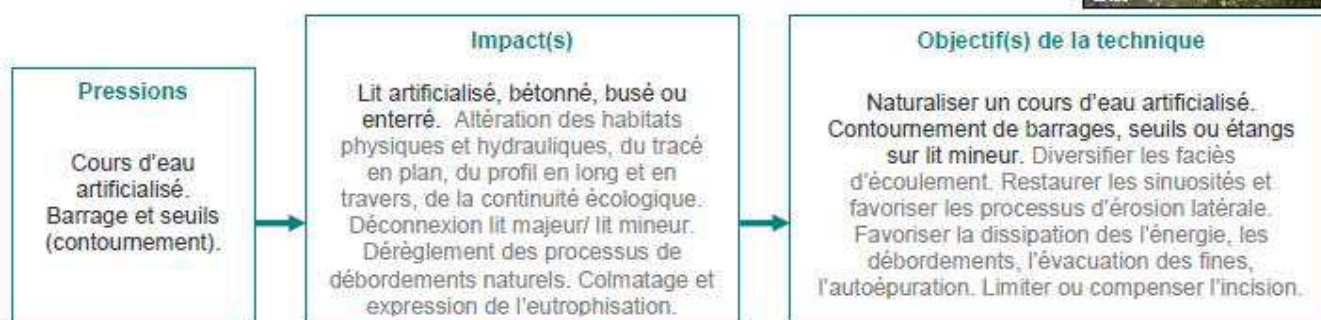 Pressions
Cours d'eau
artificialisé.
Barrage et seuils
(contournement).
Impact(s)
Lit artificialisé, bétonné, busé ou
enterré. Altération des habitats
physiques et hydrauliques, du tracé
en plan, du profil en long et en
travers, de la continuité écologique.
Déconnexion lit majeur/ lit mineur.
Dérèglement des processus de
débordements naturels. Colmatage et
expression de l'eutrophisation.
Objectif(s) de la technique
Naturaliser un cours d'eau artificialisé.
Contournement de barrages, seuils ou étangs
sur lit mineur. Diversifier les faciès
d'écoulement. Restaurer les sinuosités et
favoriser les processus d'érosion latérale.
Favoriser la dissipation des l'énergie, les
débordements, l'évacuation des fines,
l'autoépuration. Limiter ou compenser l'incision.